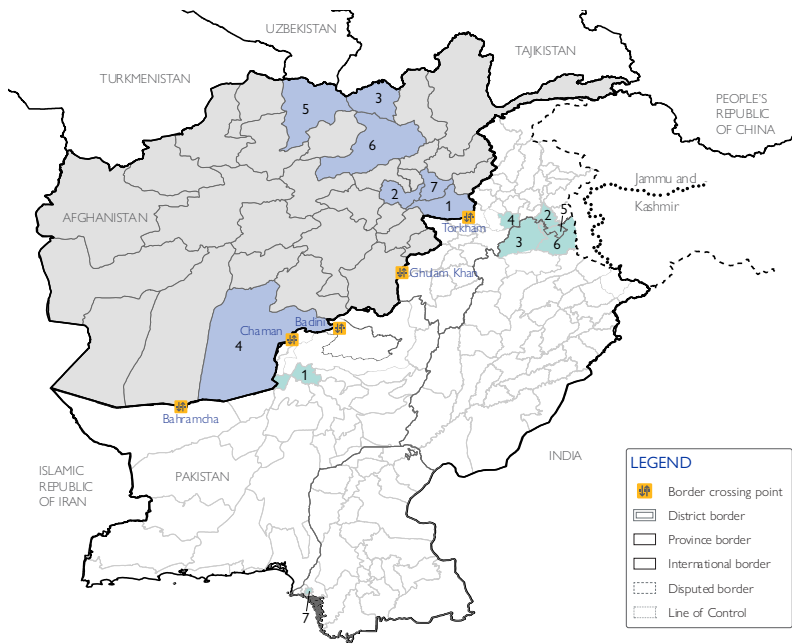 UZBEKISTAN
TAJIKISTAN
TURKMENISTAN
PEOPLE'S
REPUBLIC
OF CHINA
3
5
6
Jammu and
Kashmir
7
2
1
AFGHANISTAN
Torkham
4
2
5
3
6
Ghulam Khan
Badini
Chaman
4
1
Bahramcha
ISLAMIC
REPUBLIC
OF IRAN
PAKISTAN
INDIA
7
LEGEND
Border crossing point
District border
Province border
International border
Disputed border
Line of Control